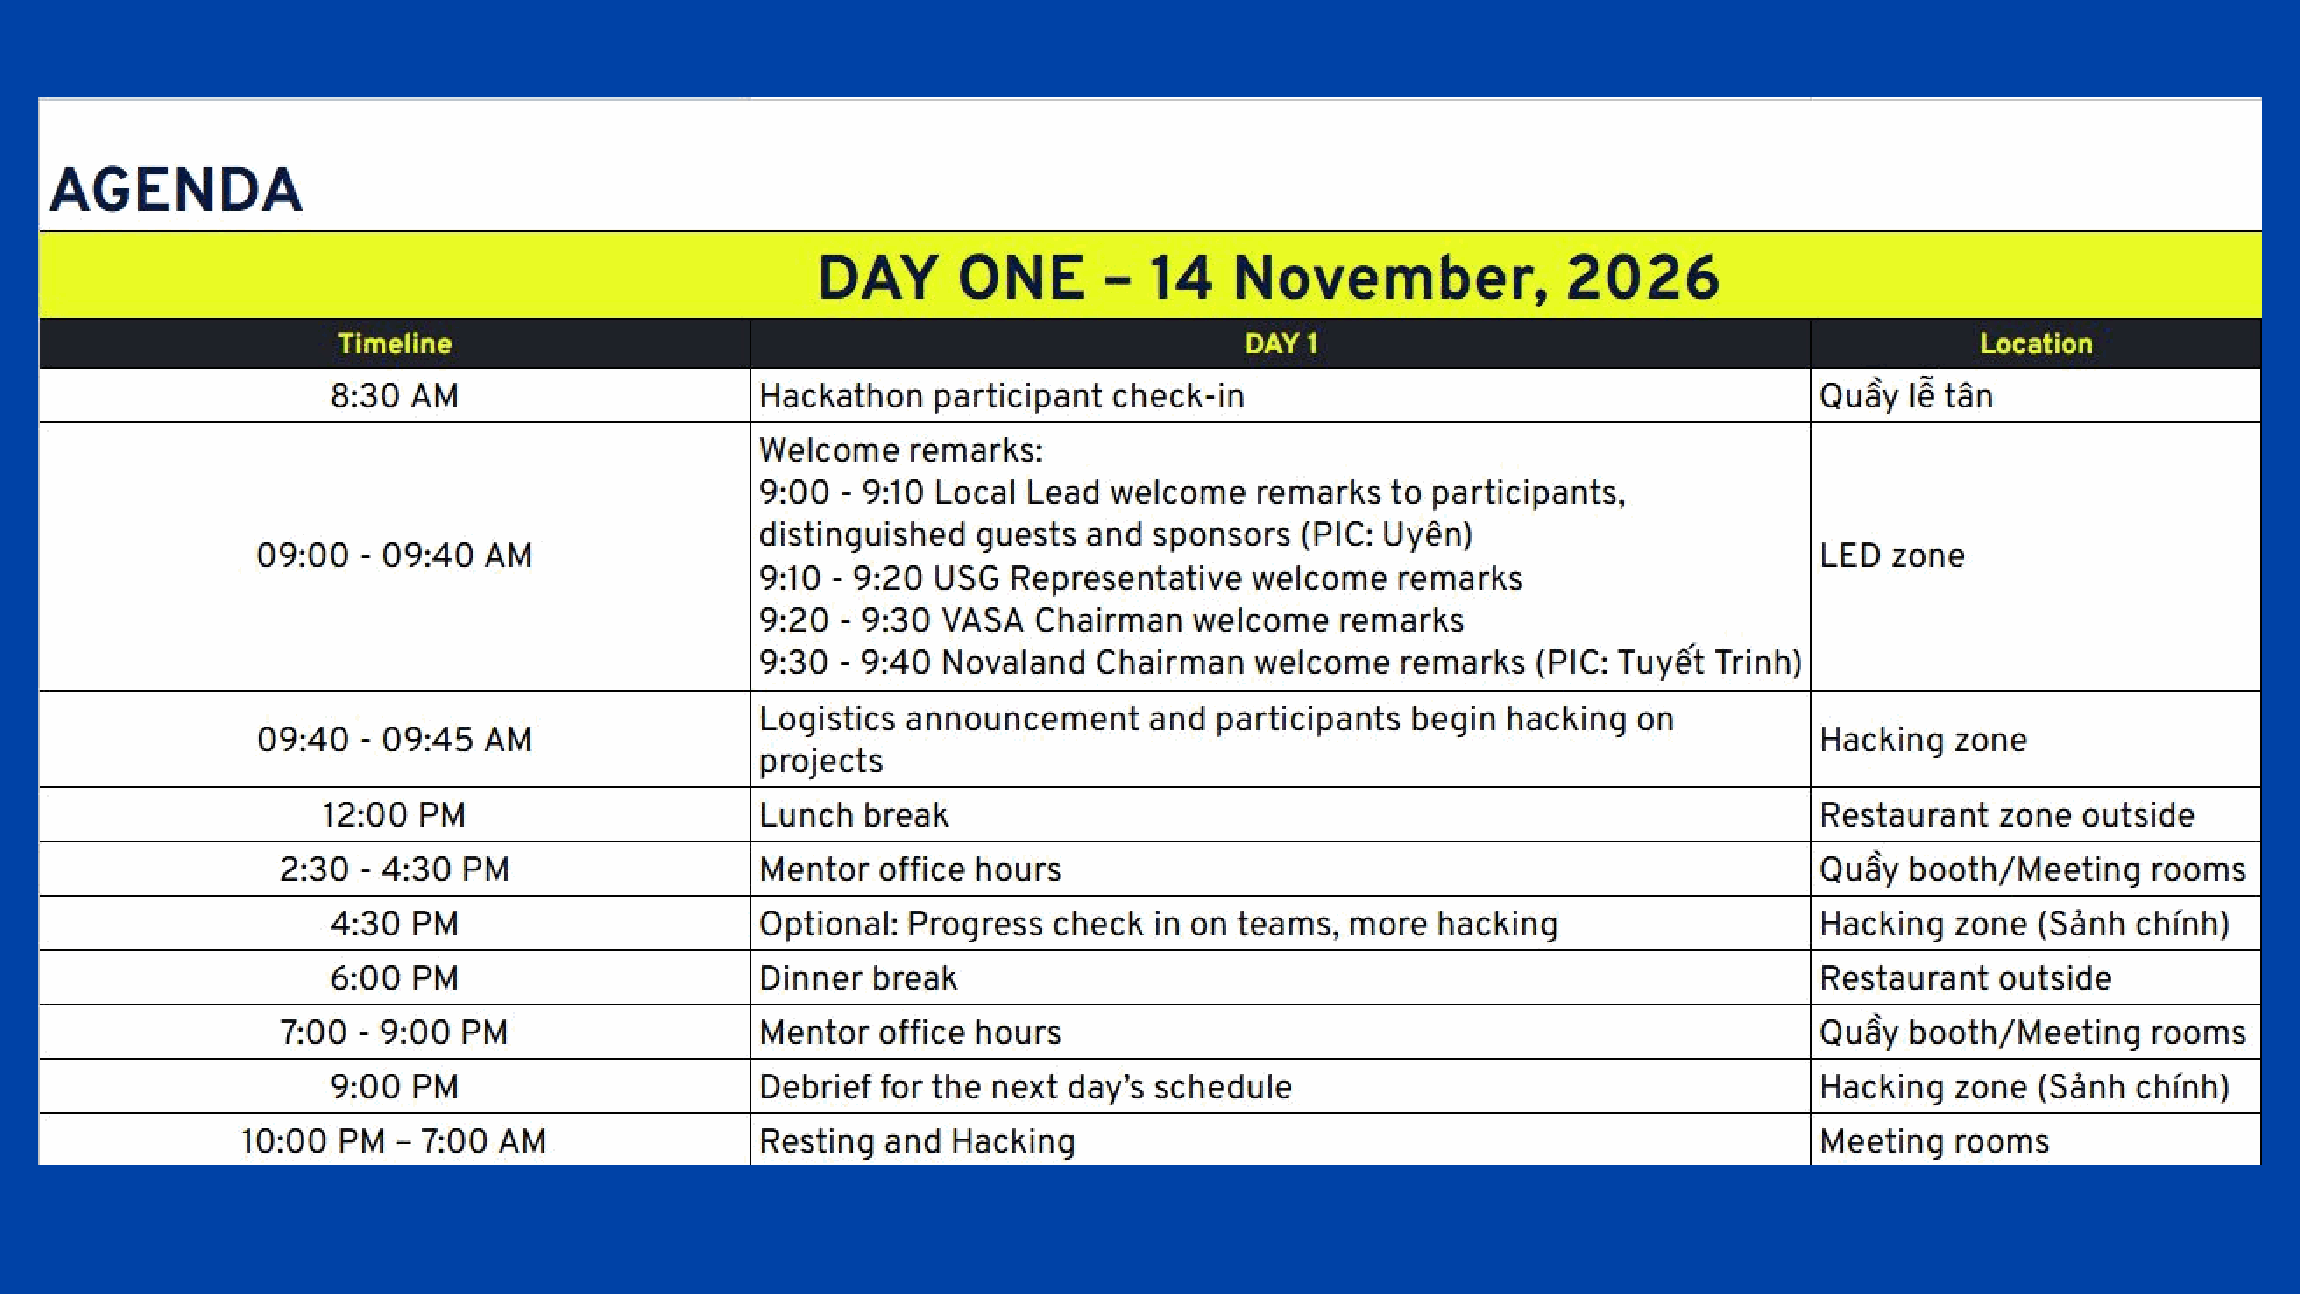 AGENDA
DAY ONE – 14 November, 2026
Timeline DAY 1 Location
8:30 AM Hackathon participant check-in Quầy lễ tân
Welcome remarks:
9:00 - 9:10 Local Lead welcome remarks to participants,
distinguished guests and sponsors (PIC: Uyên)
09:00 - 09:40 AM LED zone
9:10 - 9:20 USG Representative welcome remarks
9:20 - 9:30 VASA Chairman welcome remarks
9:30 - 9:40 Novaland Chairman welcome remarks (PIC: Tuyết Trinh)
09:40 - 09:45 AM Logistics announcement and participants begin hacking on
projects Hacking zone
12:00 PM Lunch break Restaurant zone outside
2:30 - 4:30 PM Mentor office hours Quầy booth/Meeting rooms
4:30 PM Optional: Progress check in on teams, more hacking Hacking zone (Sảnh chính)
6:00 PM Dinner break Restaurant outside
7:00 - 9:00 PM Mentor office hours Quầy booth/Meeting rooms
9:00 PM Debrief for the next day’s schedule Hacking zone (Sảnh chính)
10:00 PM – 7:00 AM Resting and Hacking Meeting rooms